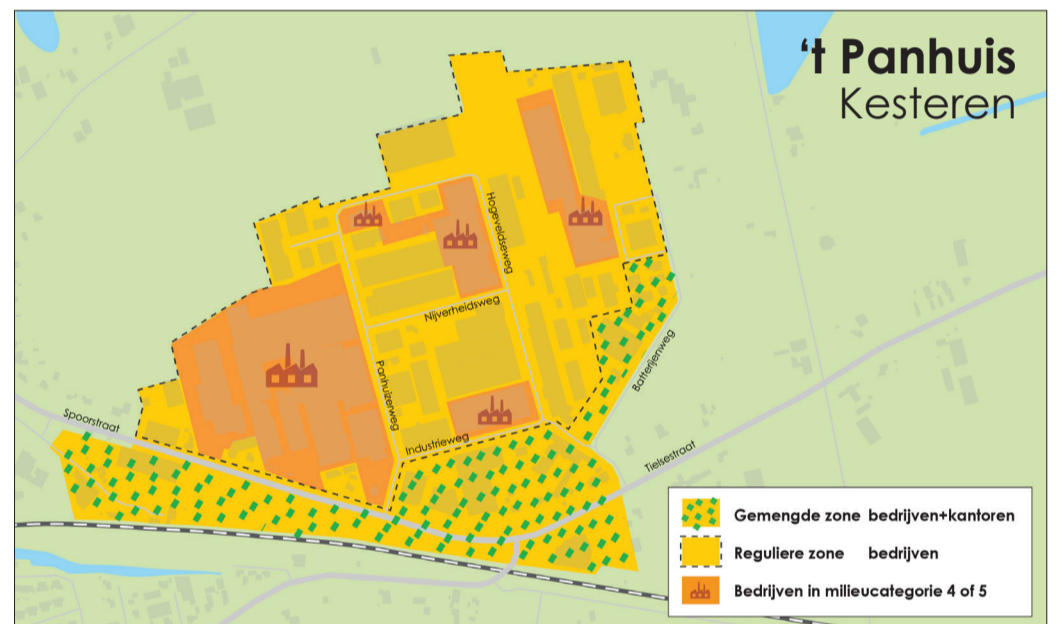 't Panhuis
Kesteren
Hogeveldseweg
Nijverheidsweg
Panhuizerweg
Batterijenweg
Spoorstraat
Industrieweg
Tielsestraat
Gemengde zone bedrijven+kantoren
Reguliere zone bedrijven
Bedrijven in milieucategorie 4 of 5